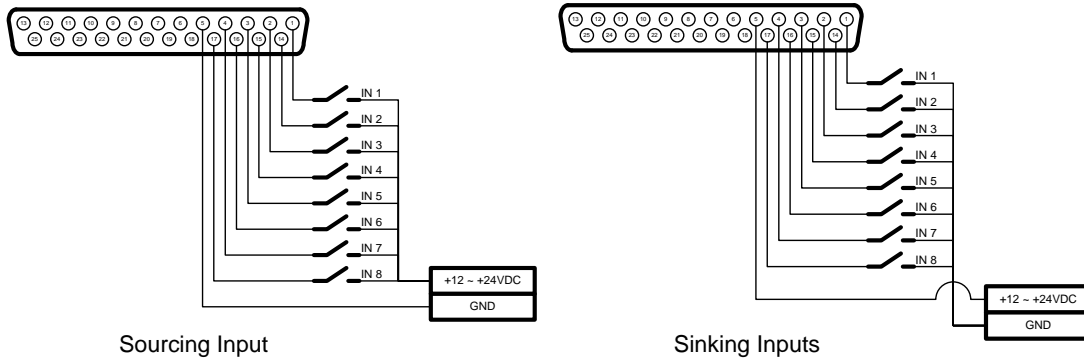 13 12 11 10 9 8 7 6 5 4 3 2 1
25 24 23 22 21 20 19 18 17 16 15 14
IN 1
IN 2
IN 3
IN 4
IN 5
IN 6
IN 7
IN 8
+12 ~ +24VDC
GND
Sourcing Input
13 12 11 10 9 8 7 6 5 4 3 2 1
25 24 23 22 21 20 19 18 17 16 15 14
IN 1
IN 2
IN 3
IN 4
IN 5
IN 6
IN 7
IN 8
+12 ~ +24VDC
GND
Sinking Inputs